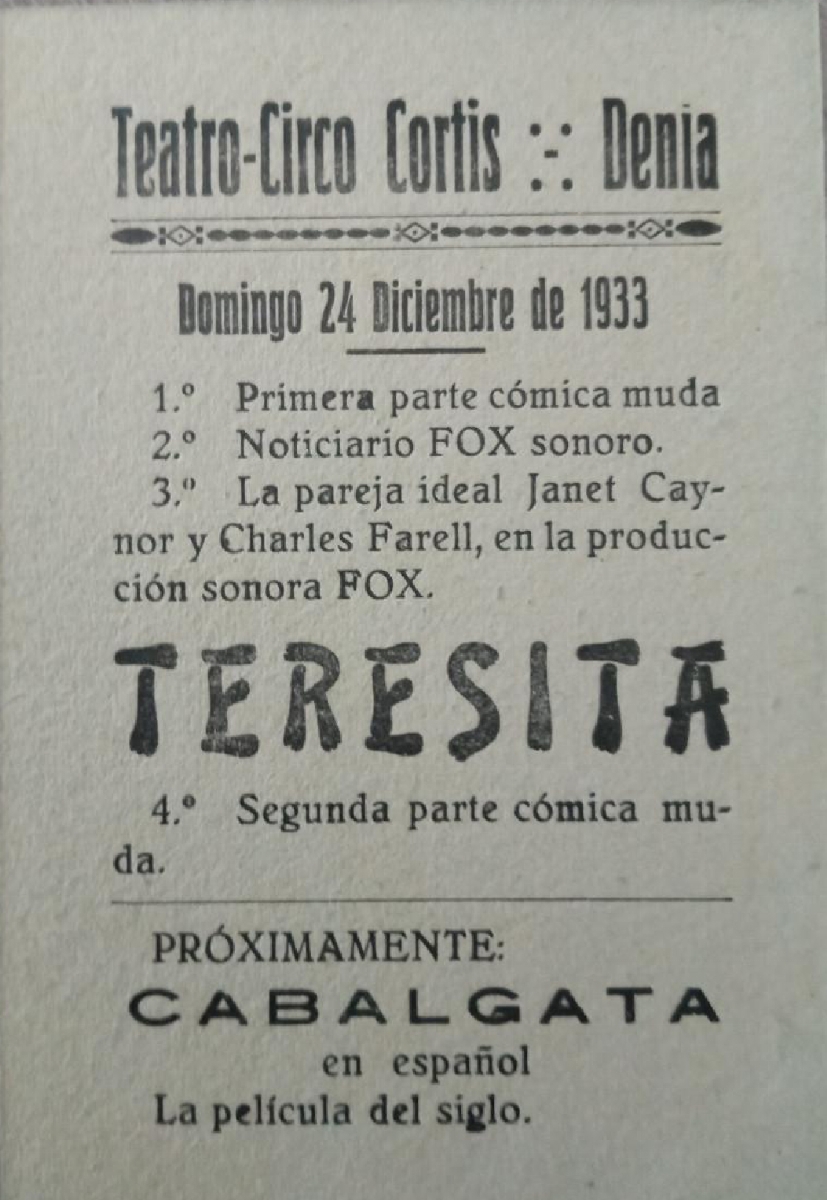 Teatro-Circo Cortis :-: Denia
Domingo 24 Diciembre de 1933
1.º Primera parte cómica muda
2.º Noticiario FOX sonoro.
3.º La pareja ideal Janet Cay-
nor y Charles Farell, en la produc-
ción sonora FOX.
TERESITA
4.º Segunda parte cómica mu-
da.
PRÓXIMAMENTE:
CABALGATA
en español
La película del siglo.